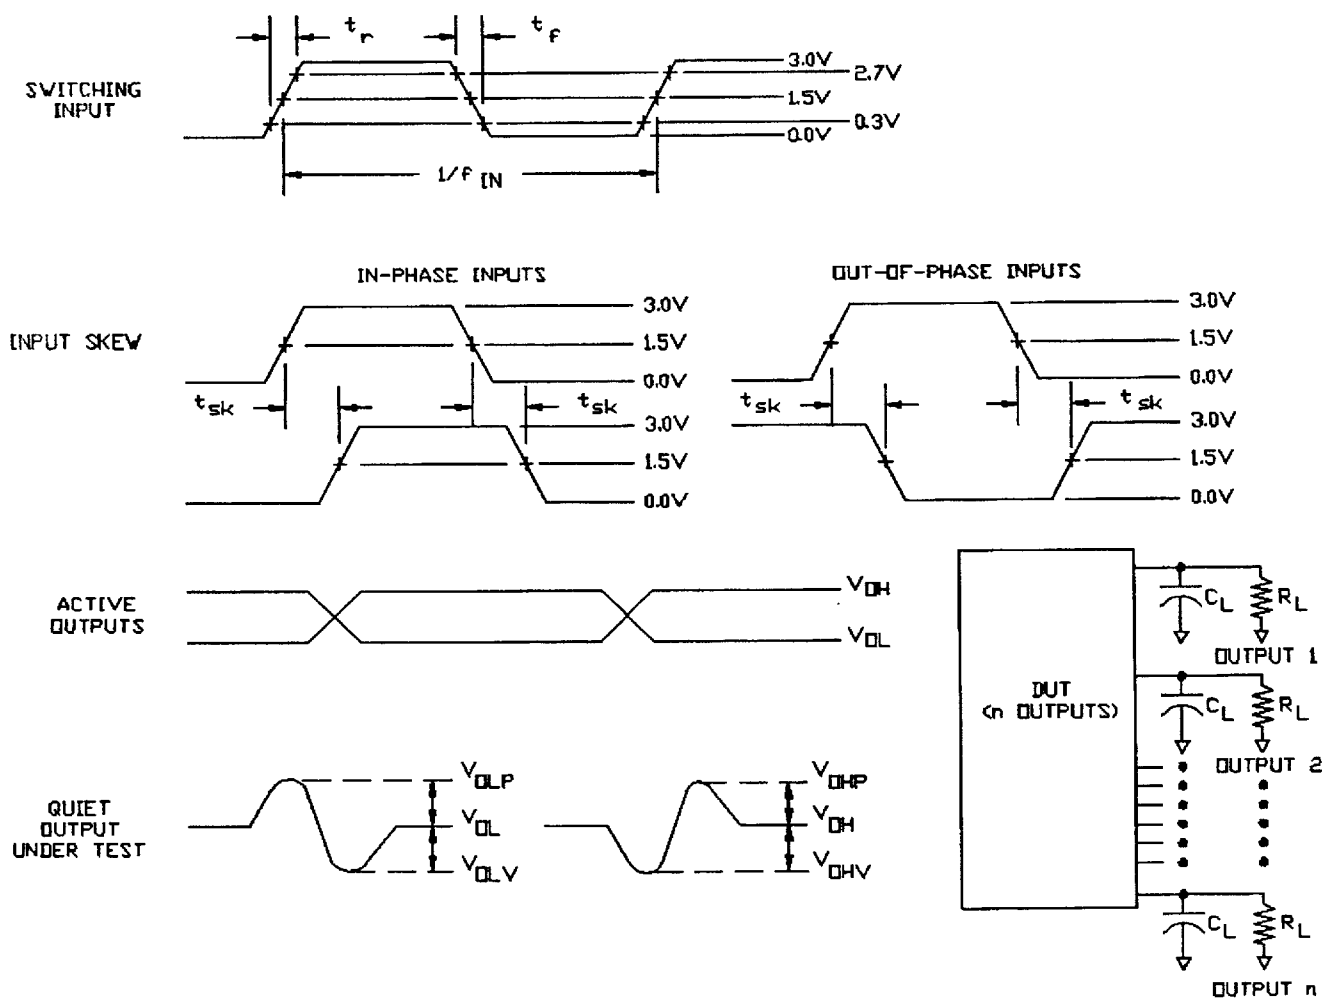 t_r
t_f
SWITCHING
INPUT
3.0V
2.7V
1.5V
0.3V
0.0V
1/f IN
IN-PHASE INPUTS
OUT-OF-PHASE INPUTS
INPUT SKEW
3.0V
1.5V
0.0V
t_sk
t_sk
3.0V
1.5V
0.0V
3.0V
1.5V
0.0V
t_sk
t_sk
3.0V
1.5V
0.0V
ACTIVE
OUTPUTS
V_OH
V_OL
DUT
(n OUTPUTS)
C_L
R_L
OUTPUT 1
C_L
R_L
OUTPUT 2
C_L
R_L
OUTPUT n
QUIET
OUTPUT
UNDER TEST
V_OLP
V_OL
V_OLV
V_OHP
V_OH
V_OHV